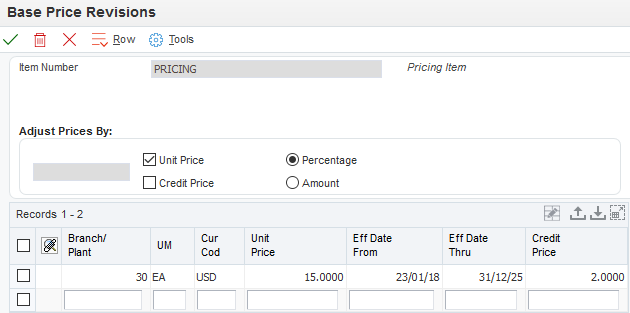 Base Price Revisions
Row Tools
Item Number PRICING Pricing Item
Adjust Prices By:
Unit Price Percentage
Credit Price Amount
Records 1 - 2
Branch/ Plant UM Cur Cod Unit Price Eff Date From Eff Date Thru Credit Price
30 EA USD 15.0000 23/01/18 31/12/25 2.0000